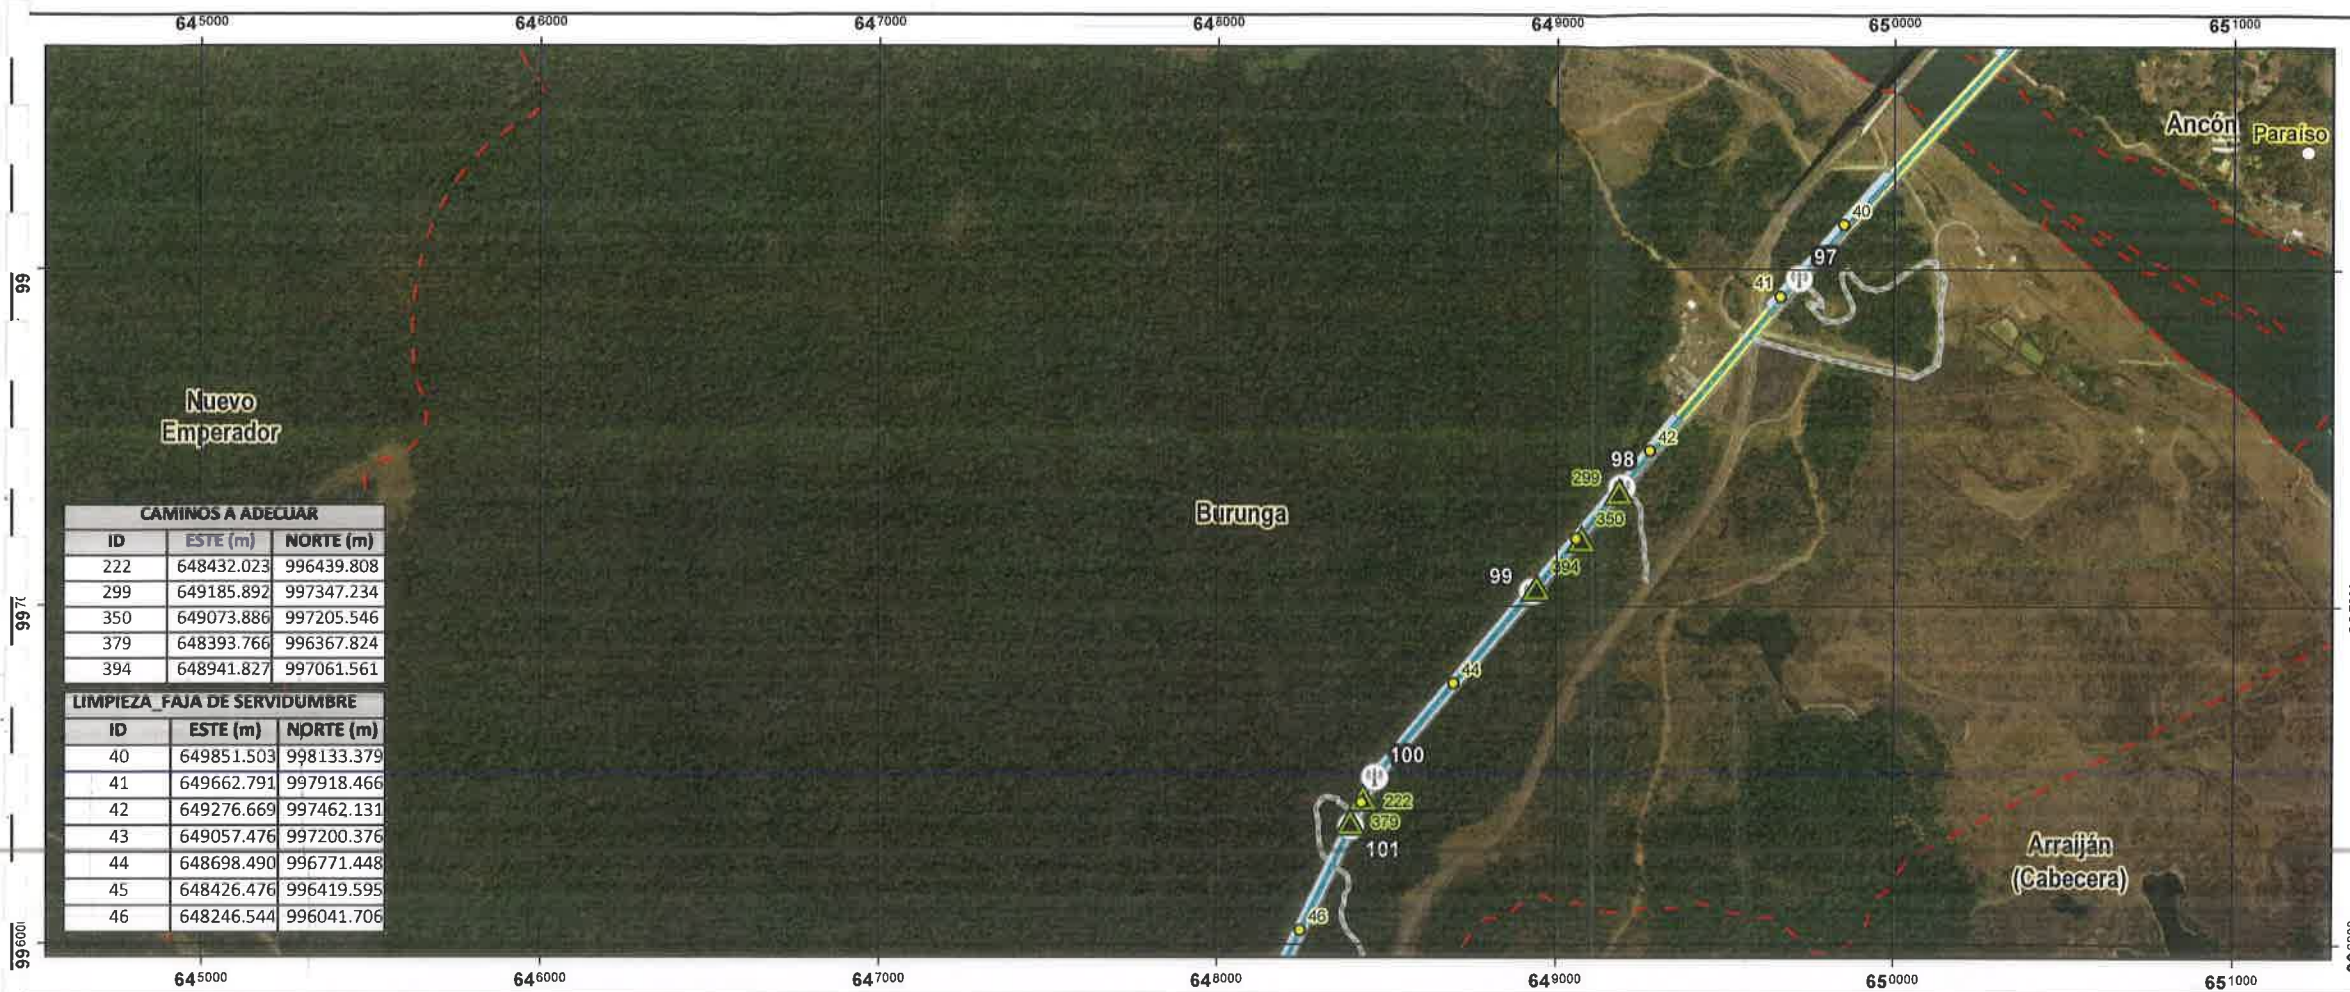 645000 646000 647000 648000 649000 650000 651000
Ancón
Paraíso
40
97
41
99
Nuevo
Emperador
42
98
299
Burunga
350
CAMINOS A ADECUAR
ID ESTE (m) NORTE (m)
222 648432.023 996439.808
299 649185.892 997347.234
350 649073.886 997205.546
379 648393.766 996367.824
394 648941.827 997061.561
394
99
997
44
LIMPIEZA_FAJA DE SERVIDUMBRE
ID ESTE (m) NORTE (m)
40 649851.503 998133.379
41 649662.791 997918.466
42 649276.669 997462.131
43 649057.476 997200.376
44 648698.490 996771.448
45 648426.476 996419.595
46 648246.544 996041.706
100
222
379
101
Arraiján
(Cabecera)
46
99600
645000 646000 647000 648000 649000 650000 651000